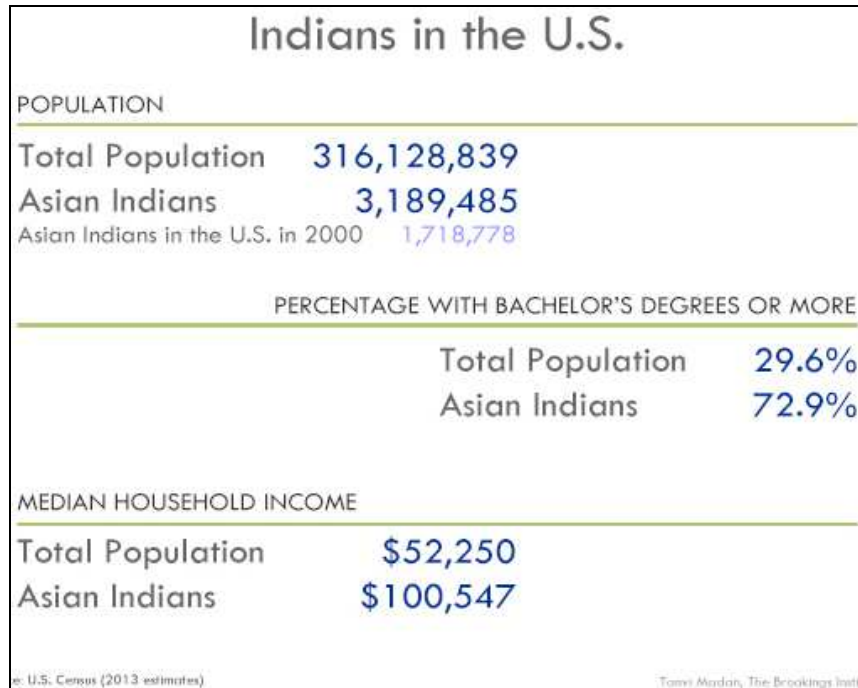 Indians in the U.S.
POPULATION
Total Population 316,128,839
Asian Indians 3,189,485
Asian Indians in the U.S. in 2000 1,718,778
PERCENTAGE WITH BACHELOR'S DEGREES OR MORE
Total Population 29.6%
Asian Indians 72.9%
MEDIAN HOUSEHOLD INCOME
Total Population $52,250
Asian Indians $100,547
e: U.S. Census (2013 estimates)
Tanvi Madan, The Brookings Insti